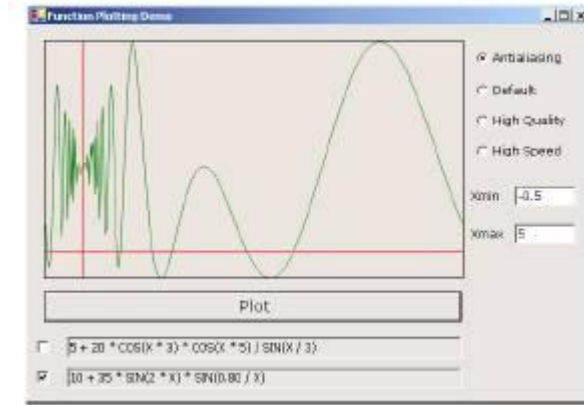 Function Plotting Demo
Antialiasing
Default
High Quality
High Speed
Xmin -0.5
Xmax 5
Plot
5 + 20 * COS(X * 3) * COS(X * 5) / SIN(X / 3)
10 + 35 * SIN(2 * X) * SIN(0.80 / X)